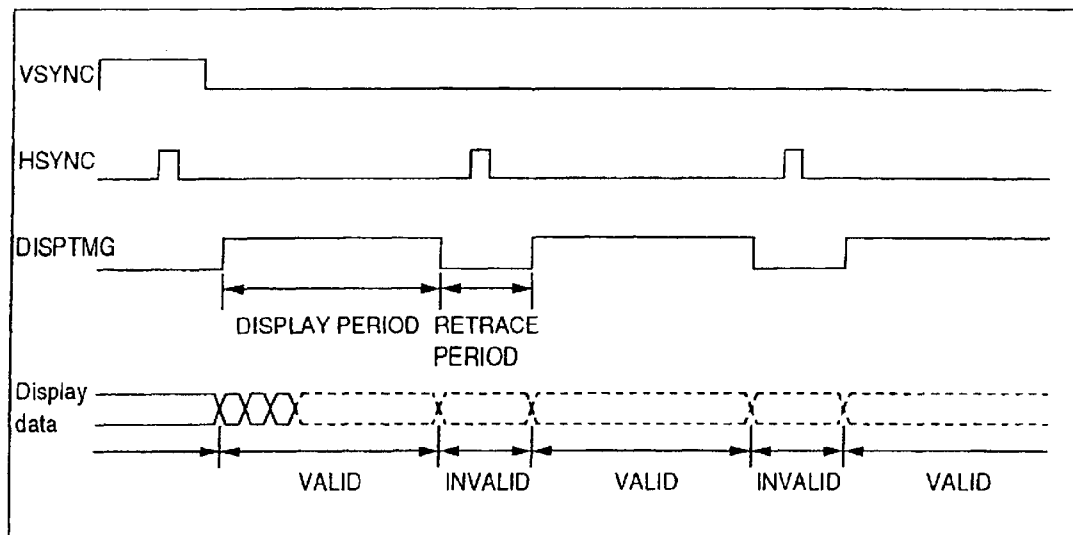 VSYNC
HSYNC
DISPTMG
DISPLAY PERIOD RETRACE
PERIOD
Display
data
VALID INVALID VALID INVALID VALID